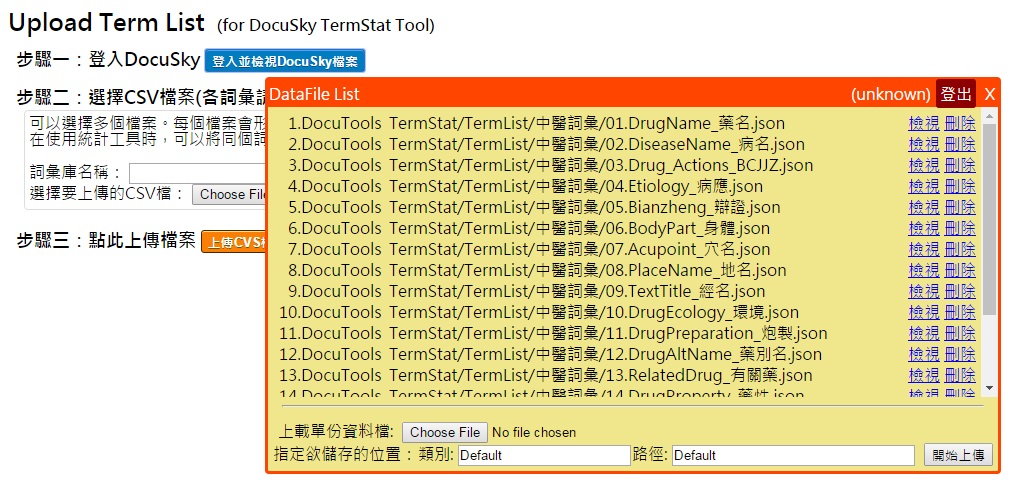 Upload Term List (for DocuSky TermStat Tool)
步驟一：登入DocuSky 登入並檢視DocuSky檔案
步驟二：選擇CSV檔案(各詞彙
可以選擇多個檔案。每個檔案會
在使用統計工具時，可以將同個
詞彙庫名稱：
選擇要上傳的CSV檔： Choose File
步驟三：點此上傳檔案 上傳CVS
DataFile List (unknown) 登出 X
1.DocuTools TermStat/TermList/中醫詞彙/01.DrugName_藥名.json 檢視 刪除
2.DocuTools TermStat/TermList/中醫詞彙/02.DiseaseName_病名.json 檢視 刪除
3.DocuTools TermStat/TermList/中醫詞彙/03.Drug_Actions_BCJJZ.json 檢視 刪除
4.DocuTools TermStat/TermList/中醫詞彙/04.Etiology_病應.json 檢視 刪除
5.DocuTools TermStat/TermList/中醫詞彙/05.Bianzheng_辯證.json 檢視 刪除
6.DocuTools TermStat/TermList/中醫詞彙/06.BodyPart_身體.json 檢視 刪除
7.DocuTools TermStat/TermList/中醫詞彙/07.Acupoint_穴名.json 檢視 刪除
8.DocuTools TermStat/TermList/中醫詞彙/08.PlaceName_地名.json 檢視 刪除
9.DocuTools TermStat/TermList/中醫詞彙/09.TextTitle_經名.json 檢視 刪除
10.DocuTools TermStat/TermList/中醫詞彙/10.DrugEcology_環境.json 檢視 刪除
11.DocuTools TermStat/TermList/中醫詞彙/11.DrugPreparation_炮製.json 檢視 刪除
12.DocuTools TermStat/TermList/中醫詞彙/12.DrugAltName_藥別名.json 檢視 刪除
13.DocuTools TermStat/TermList/中醫詞彙/13.RelatedDrug_有關藥.json 檢視 刪除
14.DocuTools TermStat/TermList/中醫詞彙/14.DrugProperty_藥性.json 檢視 刪除
上載單份資料檔: Choose File No file chosen
指定欲儲存的位置：類別: Default 路徑: Default 開始上傳